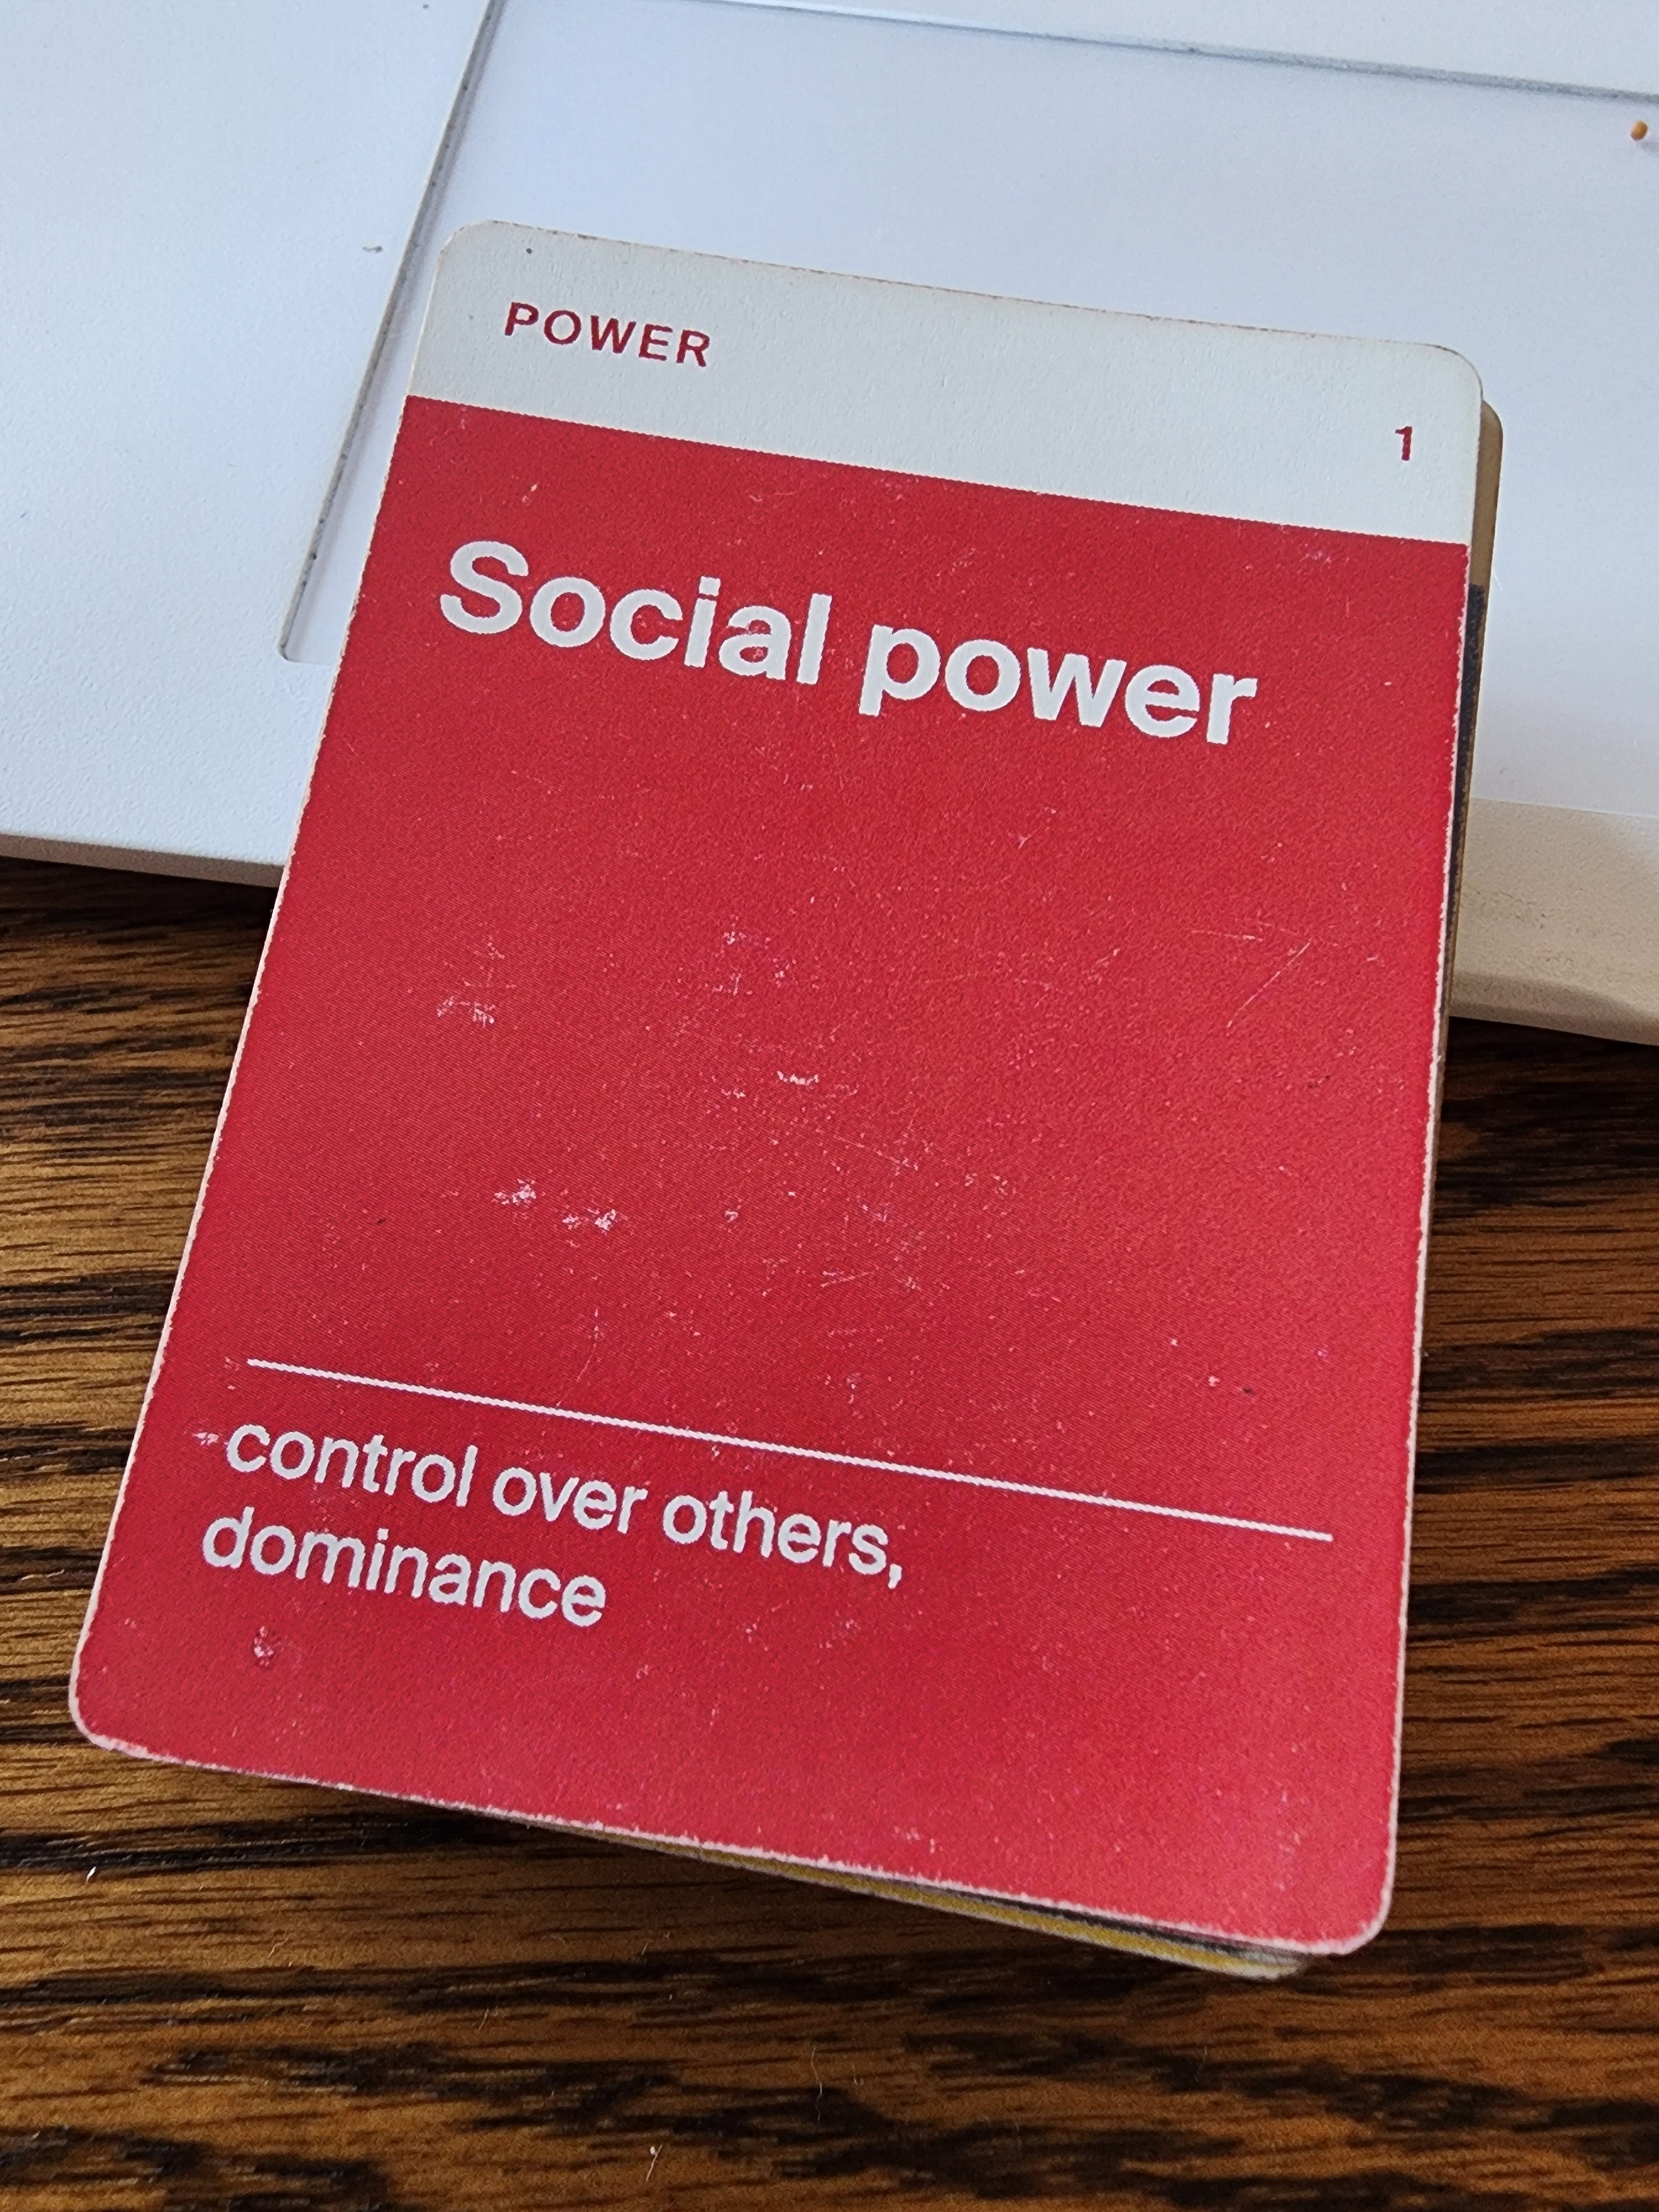 POWER
1
Social power
control over others,
dominance